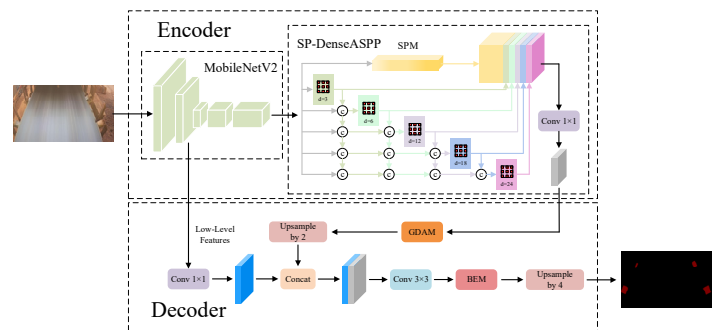 Encoder
SP-DenseASPP
SPM
MobileNetV2
d=3
d=6
d=12
d=18
d=24
c
c
c
c
c
c
c
c
c
c
Conv 1×1
Low-Level
Features
Upsample
by 2
GDAM
Conv 1×1
Concat
Conv 3×3
BEM
Upsample
by 4
Decoder